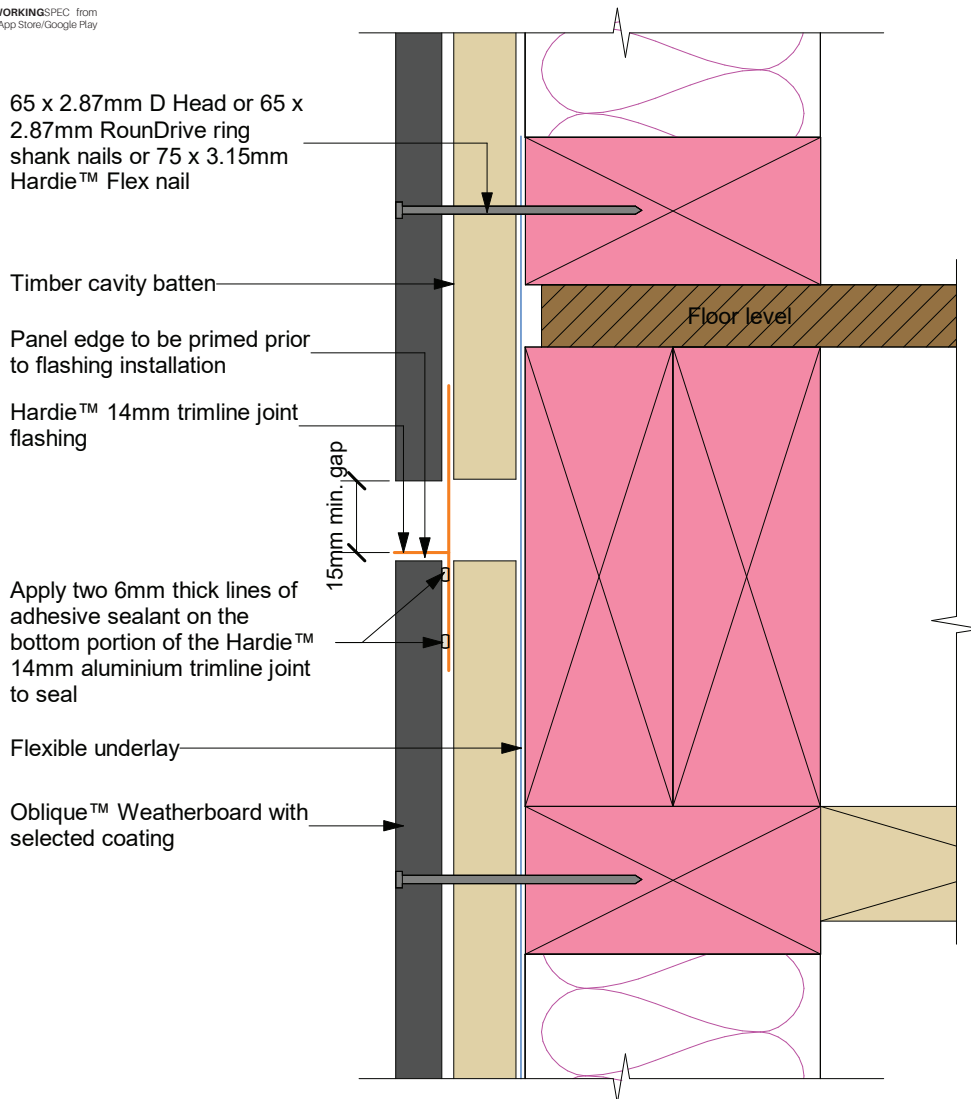 WORKINGSPEC from
App Store/Google Play
65 x 2.87mm D Head or 65 x
2.87mm RounDrive ring
shank nails or 75 x 3.15mm
Hardie™ Flex nail
Timber cavity batten
Panel edge to be primed prior
to flashing installation
Hardie™ 14mm trimline joint
flashing
15mm min. gap
Apply two 6mm thick lines of
adhesive sealant on the
bottom portion of the Hardie™
14mm aluminium trimline joint
to seal
Flexible underlay
Oblique™ Weatherboard with
selected coating
Floor level